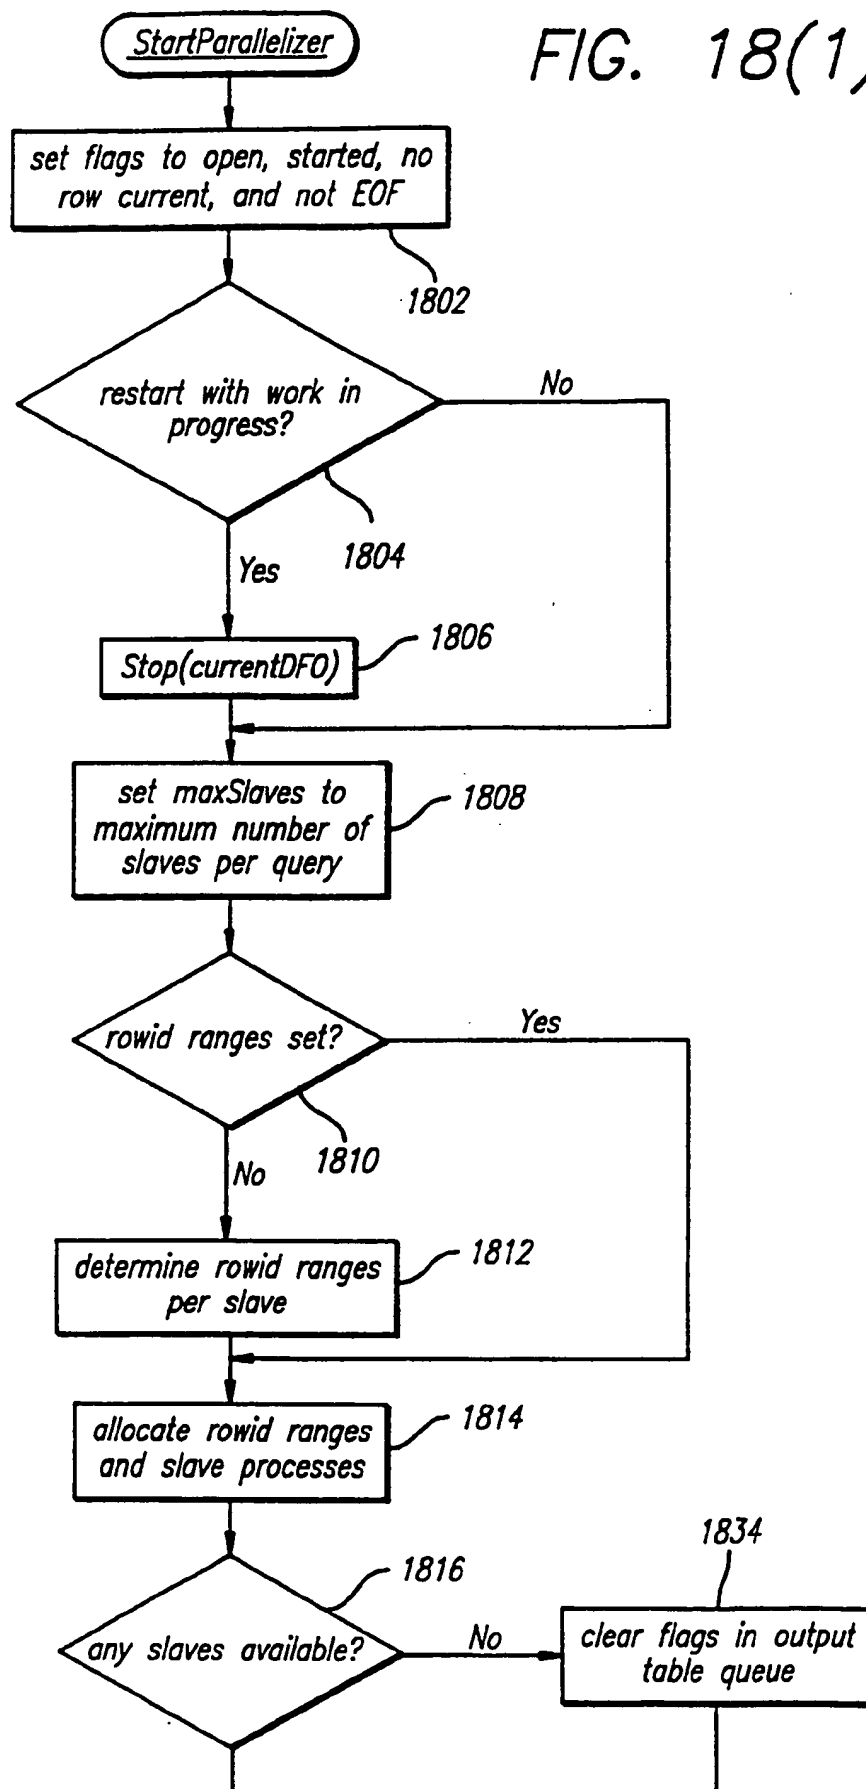 StartParallelizer
FIG. 18(1)
set flags to open, started, no
row current, and not EOF
1802
restart with work in
progress?
No
1804
Yes
Stop(currentDFO)
1806
set maxSlaves to
maximum number of
slaves per query
1808
rowid ranges set?
Yes
1810
No
determine rowid ranges
per slave
1812
allocate rowid ranges
and slave processes
1814
1816
any slaves available?
No
1834
clear flags in output
table queue